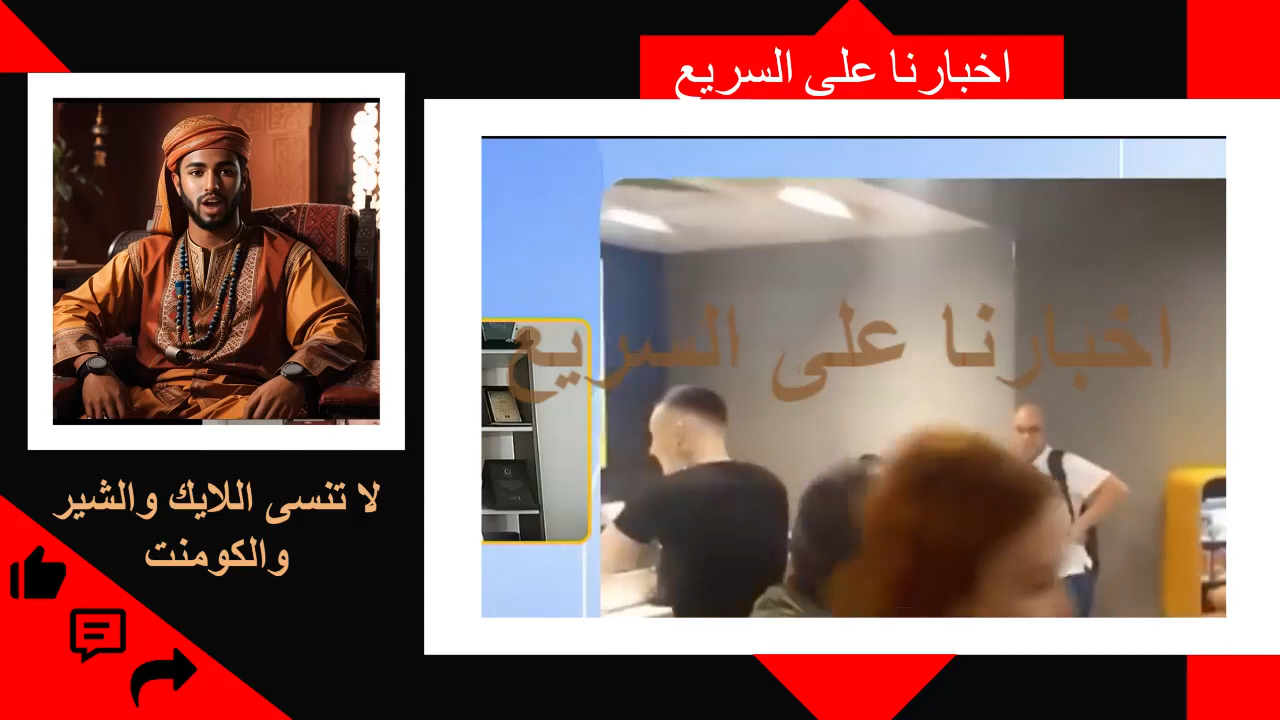 اخبارنا على السريع
اخبارنا على السريع
لا تنسى اللايك والشير
والكومنت